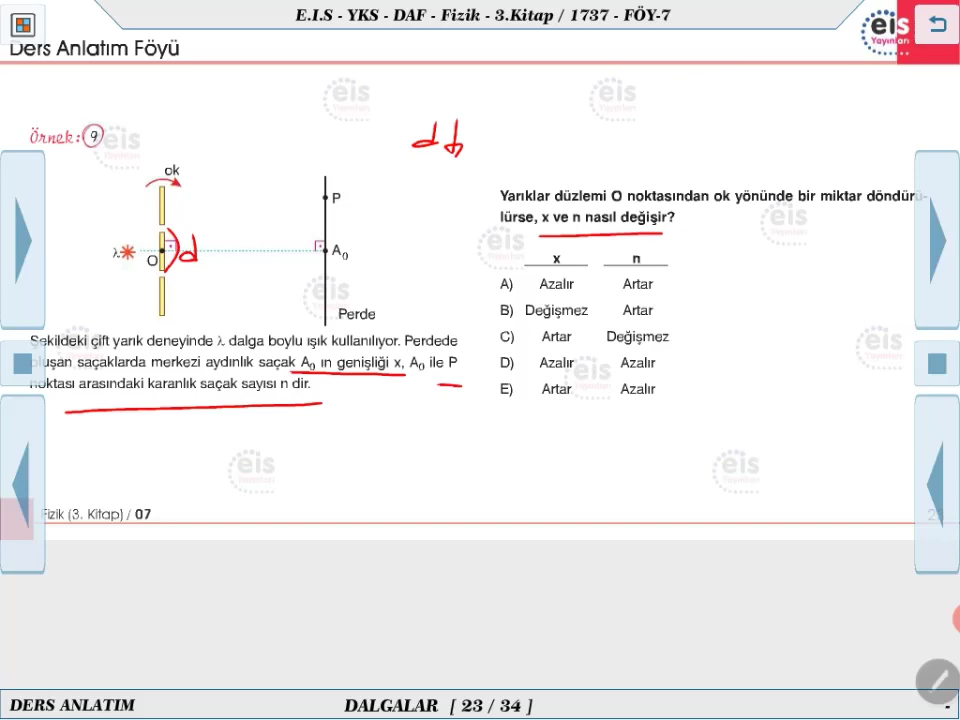 E.I.S - YKS - DAF - Fizik - 3.Kitap / 1737 - FÖY-7
eis
Yayınları
Ders Anlatım Föyü
Örnek: 9
d d
ok
P
λ
O
d
A0
Perde
Şekildeki çift yarık deneyinde λ dalga boylu ışık kullanılıyor. Perdede
oluşan saçaklarda merkezi aydınlık saçak A0 ın genişliği x, A0 ile P
noktası arasındaki karanlık saçak sayısı n dir.
Yarıklar düzlemi O noktasından ok yönünde bir miktar döndürü-
lürse, x ve n nasıl değişir?
x n
A) Azalır Artar
B) Değişmez Artar
C) Artar Değişmez
D) Azalır Azalır
E) Artar Azalır
Fizik (3. Kitap) / 07
DERS ANLATIM
DALGALAR [ 23 / 34 ]
-